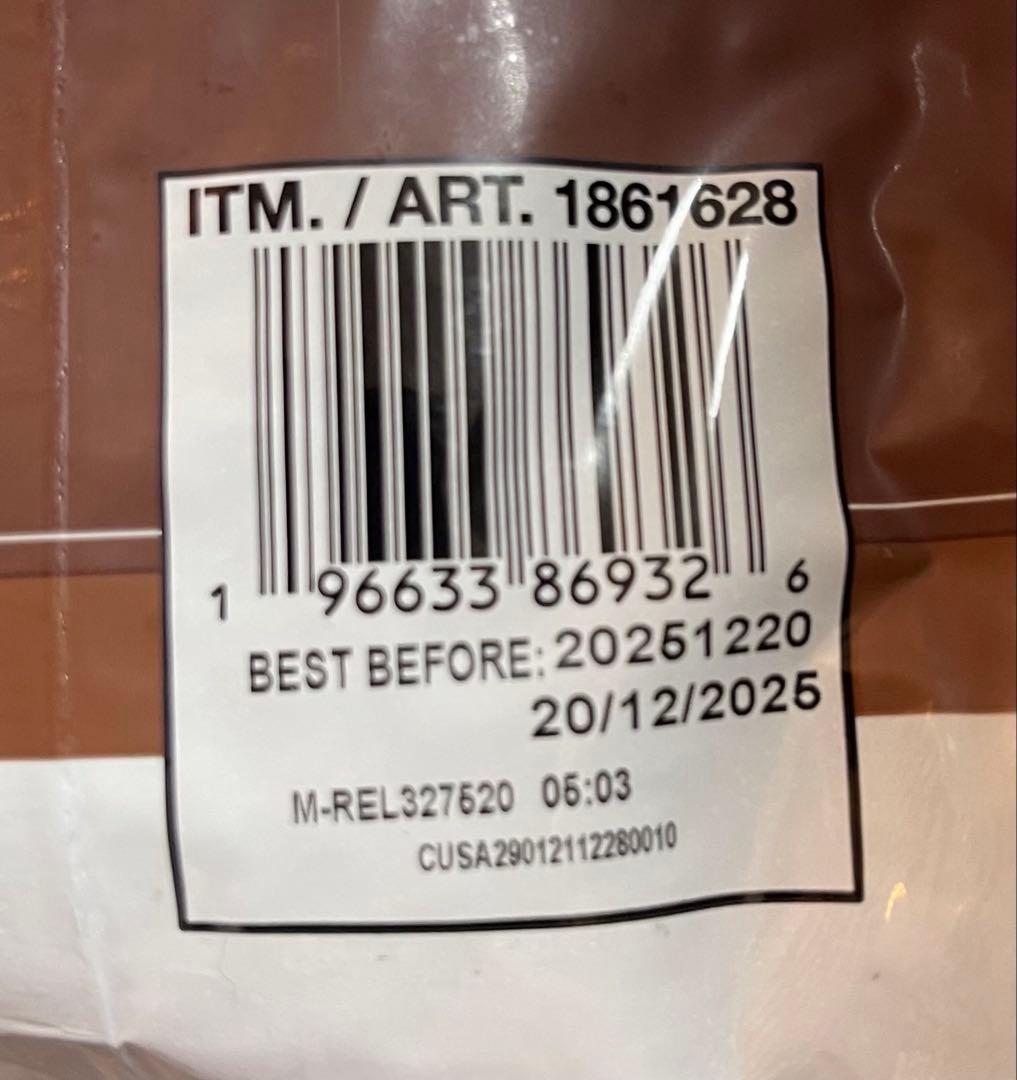 ITM. / ART. 1861628
1 96633 86932 6
BEST BEFORE: 20251220
20/12/2025
M-REL327520 05:03
CUSA29012112280010